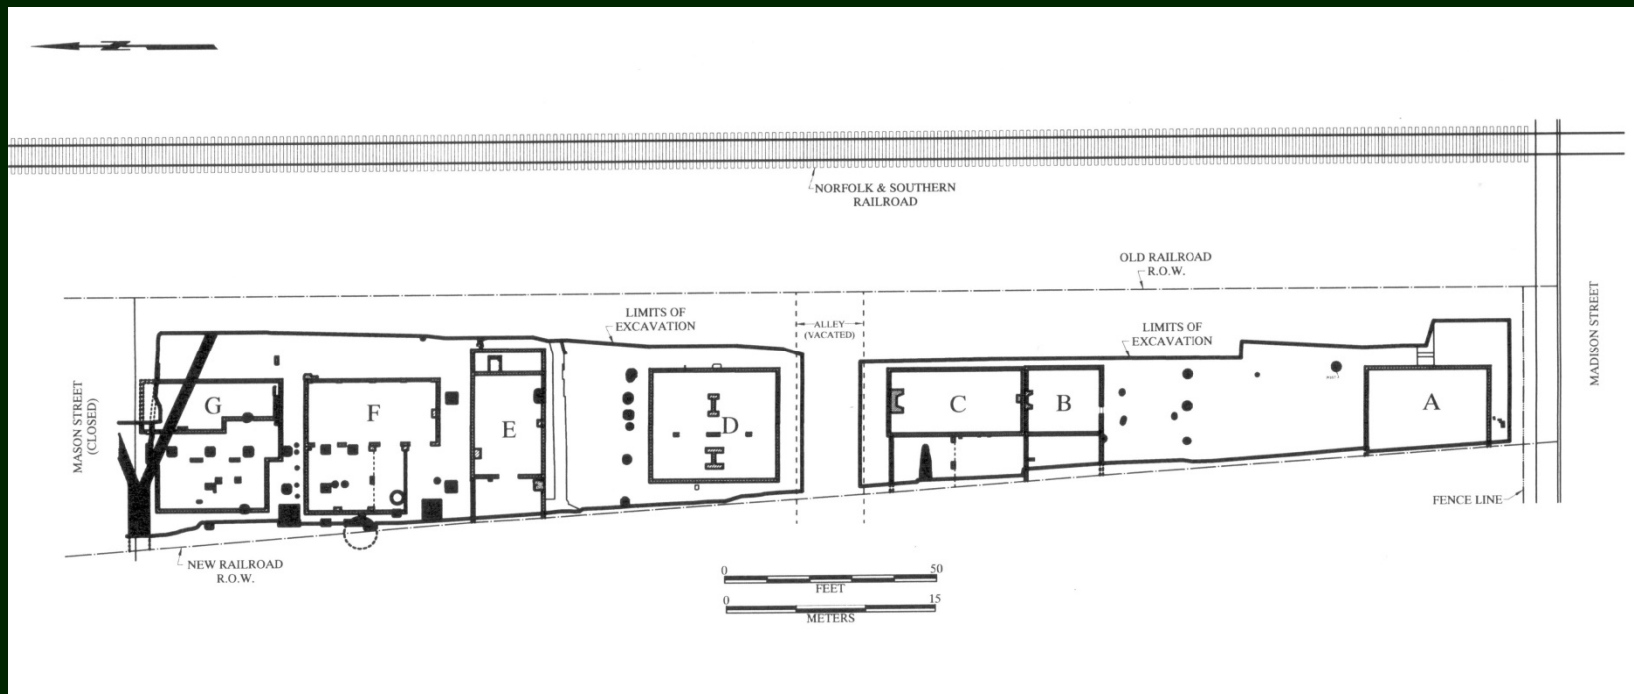 N
NORFOLK & SOUTHERN
RAILROAD
OLD RAILROAD
R.O.W.
LIMITS OF
EXCAVATION
ALLEY
(VACATED)
LIMITS OF
EXCAVATION
MADISON STREET
MASON STREET
(CLOSED)
G
F
E
D
C
B
A
FENCE LINE
NEW RAILROAD
R.O.W.
0 50
FEET
0 15
METERS